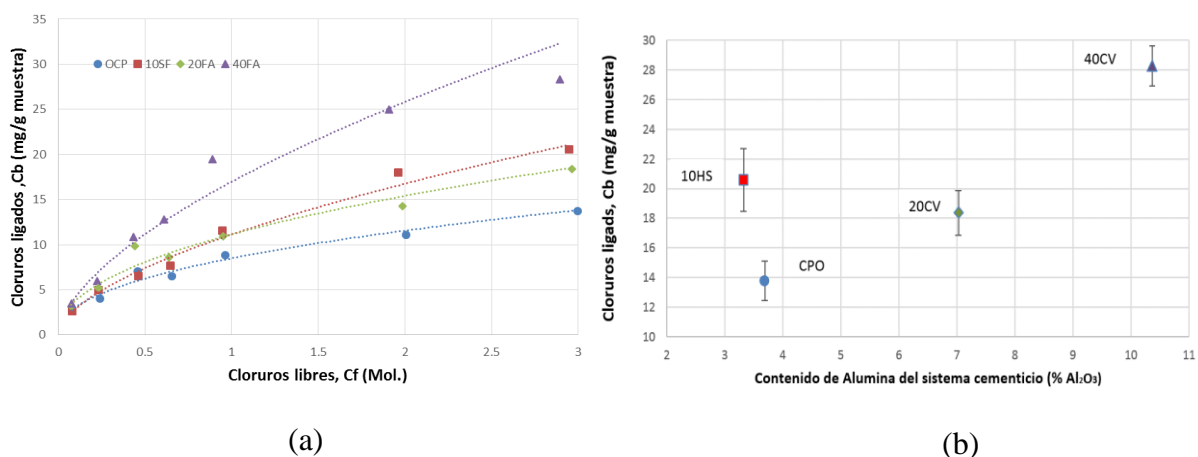 35
30
25
20
15
10
5
0
Cloruros ligados ,Cb (mg/g muestra)
OCP 10SF 20FA 40FA
0 0.5 1 1.5 2 2.5 3
Cloruros libres, Cf (Mol.)
(a)
30
28
26
24
22
20
18
16
14
12
10
Cloruros ligads, Cb (mg/g muestra)
40CV
10HS
20CV
CPO
2 3 4 5 6 7 8 9 10 11
Contenido de Alumina del sistema cementicio (% Al₂O₃)
(b)